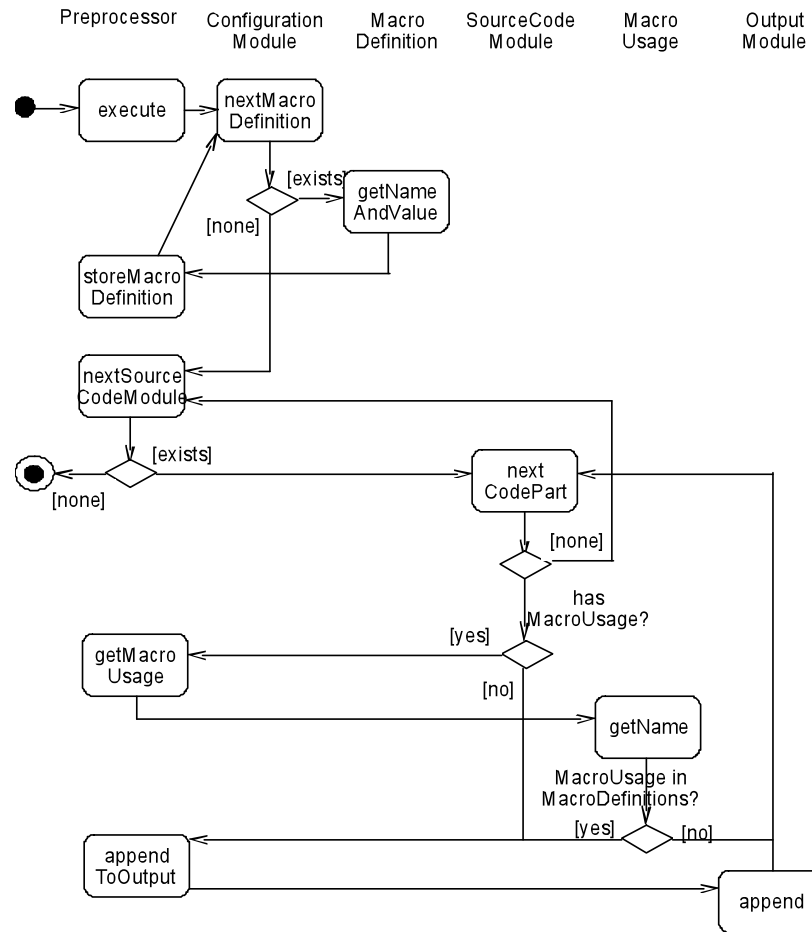 Preprocessor
Configuration
Module
Macro
Definition
SourceCode
Module
Macro
Usage
Output
Module
execute
nextMacro
Definition
[exists]
getName
AndValue
[none]
storeMacro
Definition
nextSource
CodeModule
[exists]
[none]
next
CodePart
[none]
has
MacroUsage?
[yes]
getMacro
Usage
[no]
getName
MacroUsage in
MacroDefinitions?
[yes]
[no]
append
ToOutput
append